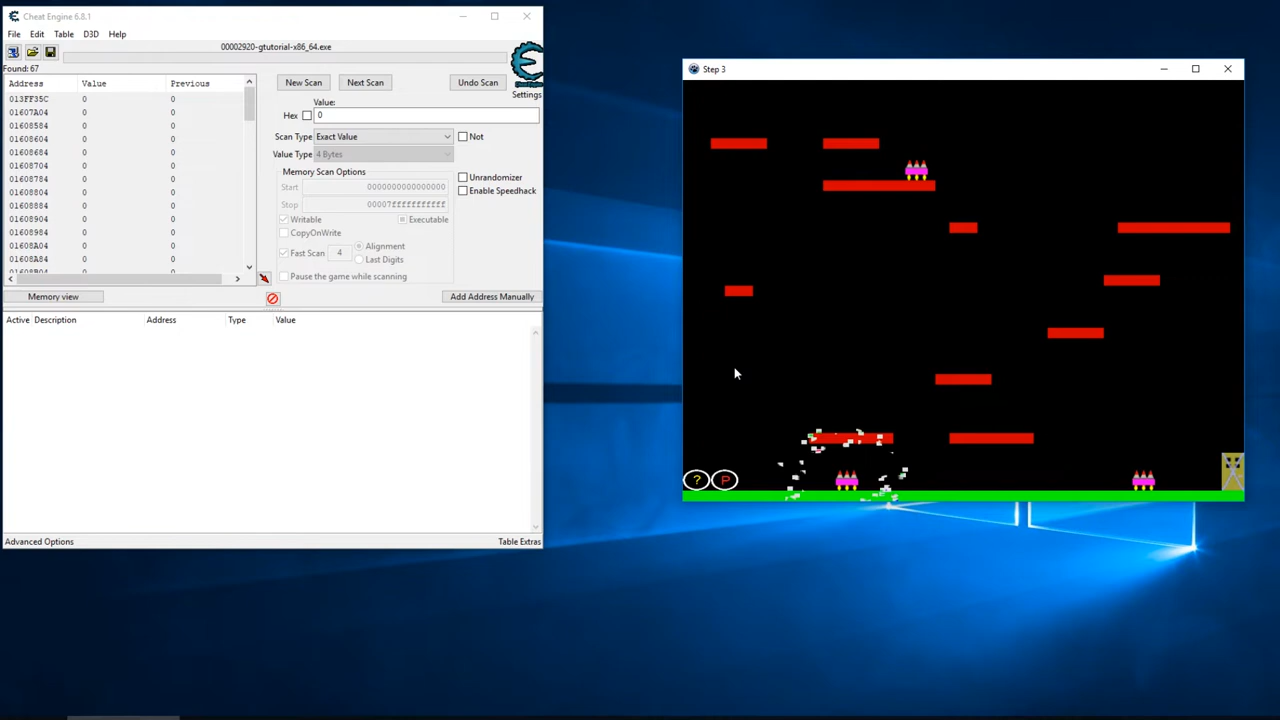 Cheat Engine 6.8.1
File Edit Table D3D Help
00002920-gtutorial-x86_64.exe
Found: 67
Address Value Previous
013FF35C 0 0
01607A04 0 0
01608584 0 0
01608604 0 0
01608684 0 0
01608704 0 0
01608784 0 0
01608804 0 0
01608884 0 0
01608904 0 0
01608984 0 0
01608A04 0 0
01608A84 0 0
01608B04 0 0
New Scan Next Scan Undo Scan
Settings
Value:
Hex 0
Scan Type Exact Value Not
Value Type 4 Bytes
Memory Scan Options
Start 0000000000000000
Stop 00007fffffffffff
Writable Executable
CopyOnWrite
Fast Scan 4 Alignment
Last Digits
Pause the game while scanning
Unrandomizer
Enable Speedhack
Memory view
Add Address Manually
Active Description Address Type Value
Advanced Options
Table Extras
Step 3
? P